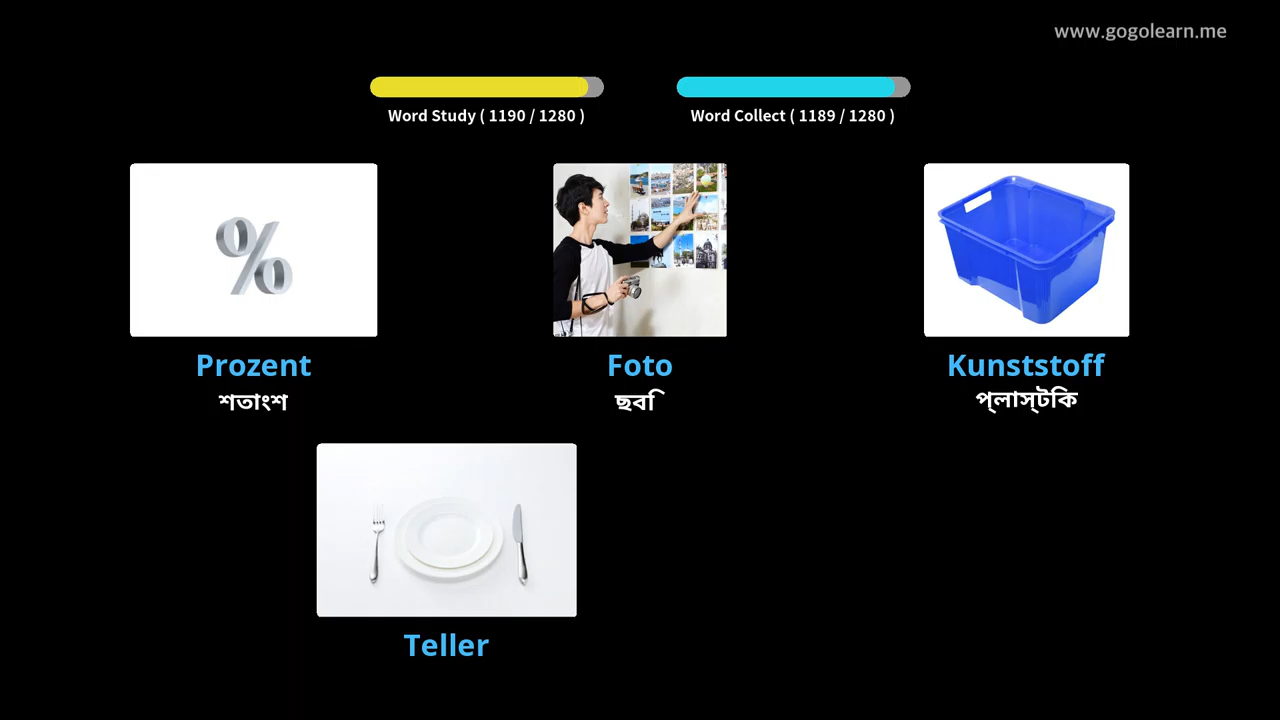 www.gogolearn.me
Word Study ( 1190 / 1280 )
Word Collect ( 1189 / 1280 )
%
Prozent
Foto
Kunststoff
শতাংশ
ছবি
প্লাস্টিক
Teller